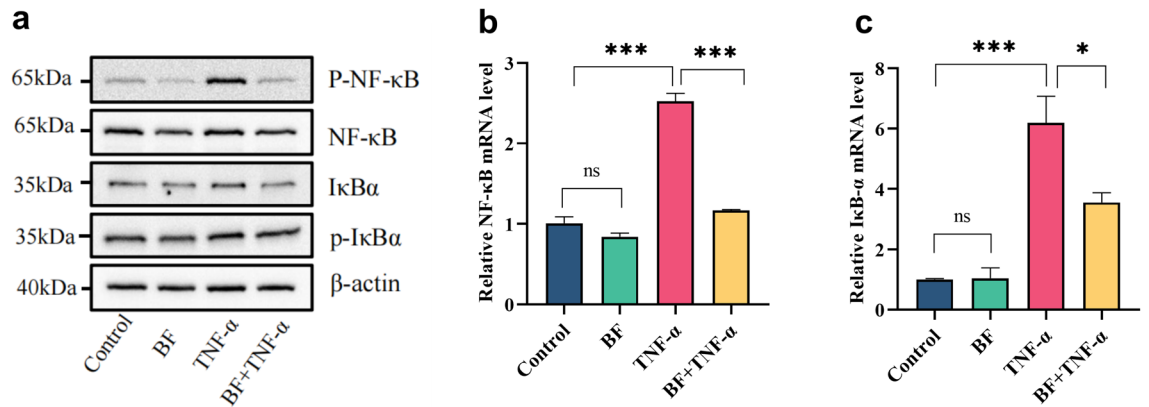 a
65kDa
P-NF-κB
65kDa
NF-κB
35kDa
IκBα
35kDa
p-IκBα
40kDa
β-actin
Control
BF
TNF-α
BF+TNF-α
b
Relative NF-κB mRNA level
3
2
1
0
ns
***
***
Control
BF
TNF-α
BF+TNF-α
c
Relative IκB-α mRNA level
8
6
4
2
0
ns
***
*
Control
BF
TNF-α
BF+TNF-α